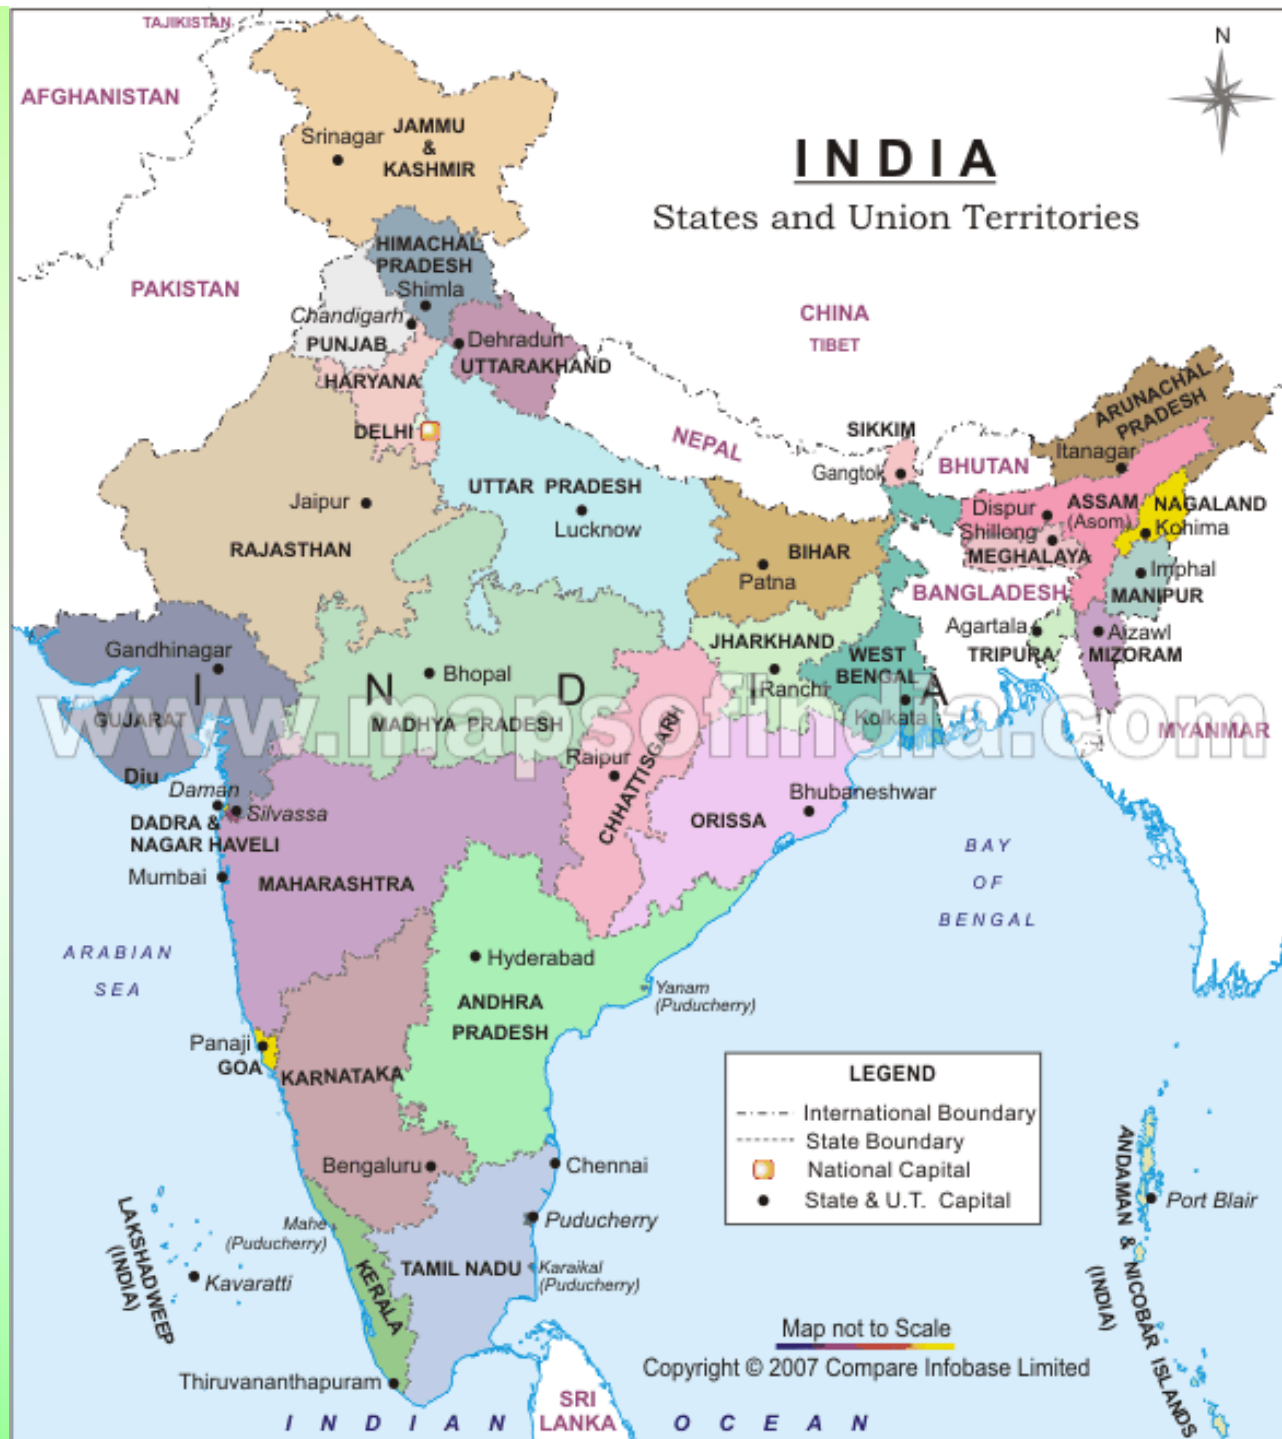 TAJIKISTAN
N
AFGHANISTAN
JAMMU
&
KASHMIR
Srinagar
INDIA
States and Union Territories
HIMACHAL
PRADESH
Shimla
PAKISTAN
CHINA
TIBET
Chandigarh
PUNJAB
Dehradun
UTTARAKHAND
HARYANA
DELHI
ARUNACHAL
PRADESH
Itanagar
NEPAL
SIKKIM
Gangtok
BHUTAN
Jaipur
RAJASTHAN
UTTAR PRADESH
Lucknow
BIHAR
Patna
Dispur
ASSAM
(Asom)
NAGALAND
Kohima
Shillong
MEGHALAYA
Imphal
MANIPUR
BANGLADESH
Agartala
TRIPURA
Aizawl
MIZORAM
Gandhinagar
GUJARAT
Bhopal
MADHYA PRADESH
JHARKHAND
Ranchi
WEST
BENGAL
Kolkata
I N D I A
www.mapsofindia.com
MYANMAR
Diu
Daman
Silvassa
DADRA &
NAGAR HAVELI
Raipur
CHHATTISGARH
Bhubaneshwar
ORISSA
Mumbai
MAHARASHTRA
BAY
OF
BENGAL
ARABIAN
SEA
Hyderabad
ANDHRA
PRADESH
Yanam
(Puducherry)
Panaji
GOA
KARNATAKA
Bengaluru
Chennai
LEGEND
International Boundary
State Boundary
National Capital
State & U.T. Capital
Mahe
(Puducherry)
Puducherry
KERALA
TAMIL NADU
Karaikal
(Puducherry)
LAKSHADWEEP
(INDIA)
Kavaratti
Port Blair
ANDAMAN & NICOBAR ISLANDS
(INDIA)
Map not to Scale
Copyright © 2007 Compare Infobase Limited
Thiruvananthapuram
SRI
LANKA
INDIAN OCEAN